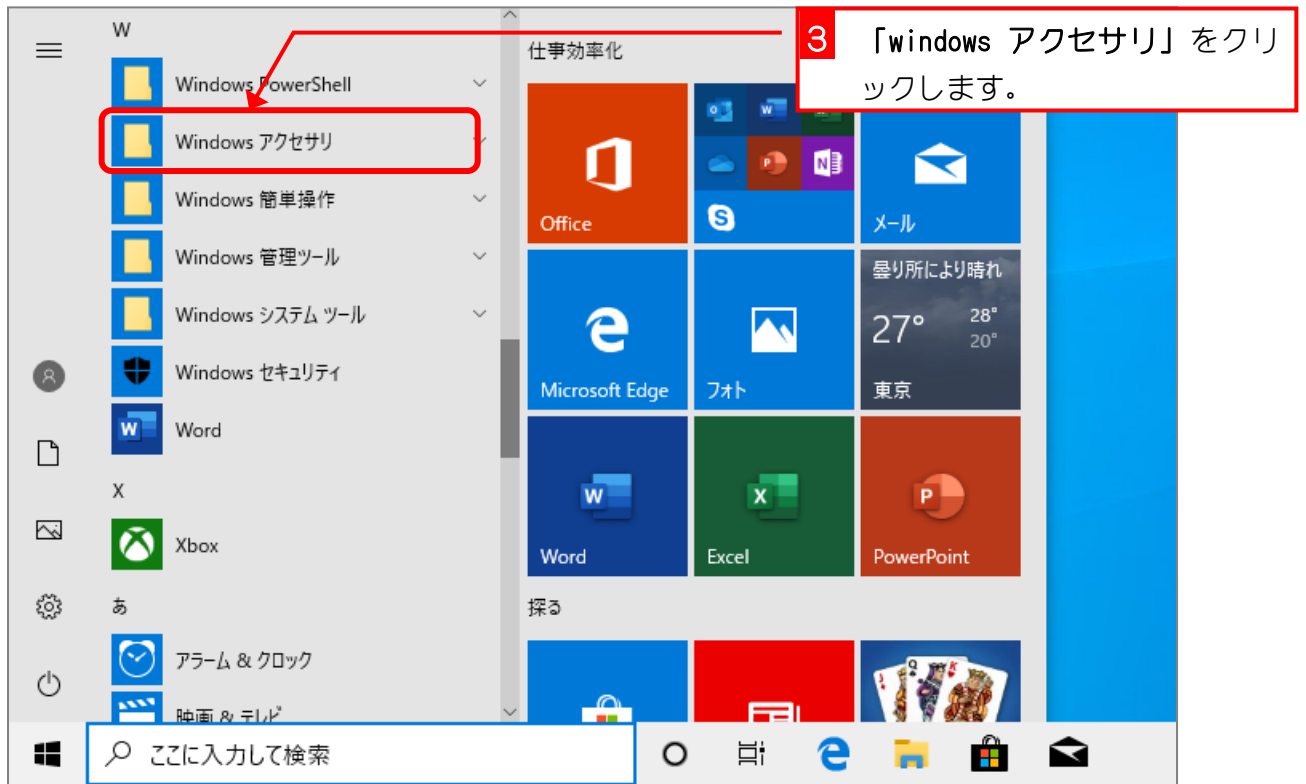 3 「windows アクセサリ」をクリ
ックします。
W
Windows PowerShell
Windows アクセサリ
Windows 簡単操作
Windows 管理ツール
Windows システム ツール
Windows セキュリティ
W Word
X
Xbox
あ
アラーム & クロック
映画 & テレビ
仕事効率化
Office
S
メール
Microsoft Edge
フォト
曇り所により晴れ
27° 28°
20°
東京
W
Word
X
Excel
P
PowerPoint
探る
J Q K
ここに入力して検索